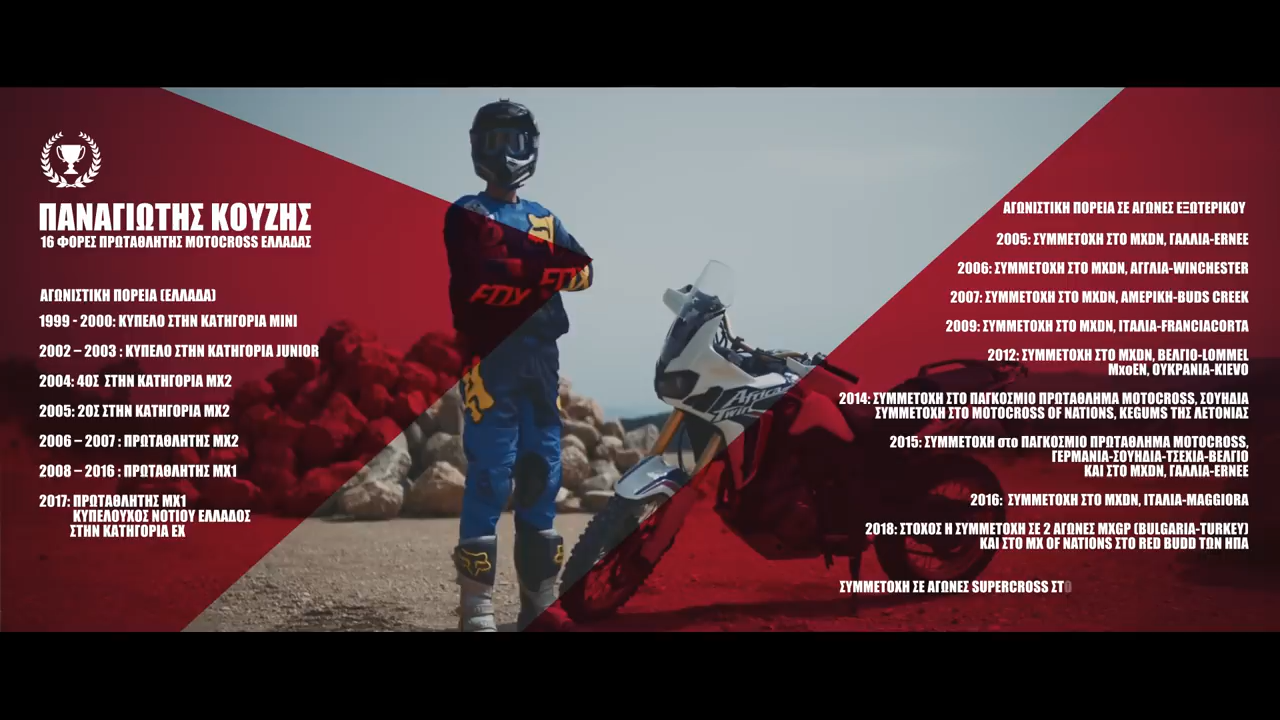 ΠΑΝΑΓΙΩΤΗΣ ΚΟΥΖΗΣ
16 ΦΟΡΕΣ ΠΡΩΤΑΘΛΗΤΗΣ MOTOCROSS ΕΛΛΑΔΑΣ
ΑΓΩΝΙΣΤΙΚΗ ΠΟΡΕΙΑ (ΕΛΛΑΔΑ)
1999 - 2000: ΚΥΠΕΛΟ ΣΤΗΝ ΚΑΤΗΓΟΡΙΑ MINI
2002 – 2003 : ΚΥΠΕΛΟ ΣΤΗΝ ΚΑΤΗΓΟΡΙΑ JUNIOR
2004: 4ΟΣ ΣΤΗΝ ΚΑΤΗΓΟΡΙΑ MX2
2005: 2ΟΣ ΣΤΗΝ ΚΑΤΗΓΟΡΙΑ MX2
2006 – 2007 : ΠΡΩΤΑΘΛΗΤΗΣ MX2
2008 – 2016 : ΠΡΩΤΑΘΛΗΤΗΣ MX1
2017: ΠΡΩΤΑΘΛΗΤΗΣ MX1
ΚΥΠΕΛΟΥΧΟΣ ΝΟΤΙΟΥ ΕΛΛΑΔΟΣ
ΣΤΗΝ ΚΑΤΗΓΟΡΙΑ EX
FOX
FOX
Africa
Twin
ΑΓΩΝΙΣΤΙΚΗ ΠΟΡΕΙΑ ΣΕ ΑΓΩΝΕΣ ΕΞΩΤΕΡΙΚΟΥ
2005: ΣΥΜΜΕΤΟΧΗ ΣΤΟ MXDN, ΓΑΛΛΙΑ-ERNEE
2006: ΣΥΜΜΕΤΟΧΗ ΣΤΟ MXDN, ΑΓΓΛΙΑ-WINCHESTER
2007: ΣΥΜΜΕΤΟΧΗ ΣΤΟ MXDN, ΑΜΕΡΙΚΗ-BUDS CREEK
2009: ΣΥΜΜΕΤΟΧΗ ΣΤΟ MXDN, ΙΤΑΛΙΑ-FRANCIACORTA
2012: ΣΥΜΜΕΤΟΧΗ ΣΤΟ MXDN, ΒΕΛΓΙΟ-LOMMEL
MxoEN, ΟΥΚΡΑΝΙΑ-KIEVO
2014: ΣΥΜΜΕΤΟΧΗ ΣΤΟ ΠΑΓΚΟΣΜΙΟ ΠΡΩΤΑΘΛΗΜΑ MOTOCROSS, ΣΟΥΗΔΙΑ
ΣΥΜΜΕΤΟΧΗ ΣΤΟ MOTOCROSS OF NATIONS, KEGUMS ΤΗΣ ΛΕΤΟΝΙΑΣ
2015: ΣΥΜΜΕΤΟΧΗ στο ΠΑΓΚΟΣΜΙΟ ΠΡΩΤΑΘΛΗΜΑ MOTOCROSS,
ΓΕΡΜΑΝΙΑ-ΣΟΥΗΔΙΑ-ΤΣΕΧΙΑ-ΒΕΛΓΙΟ
ΚΑΙ ΣΤΟ MXDN, ΓΑΛΛΙΑ-ERNEE
2016: ΣΥΜΜΕΤΟΧΗ ΣΤΟ MXDN, ΙΤΑΛΙΑ-MAGGIORA
2018: ΣΤΟΧΟΣ Η ΣΥΜΜΕΤΟΧΗ ΣΕ 2 ΑΓΩΝΕΣ MXGP (BULGARIA-TURKEY)
ΚΑΙ ΣΤΟ MX OF NATIONS ΣΤΟ RED BUDD ΤΩΝ ΗΠΑ
ΣΥΜΜΕΤΟΧΗ ΣΕ ΑΓΩΝΕΣ SUPERCROSS ΣΤΟ